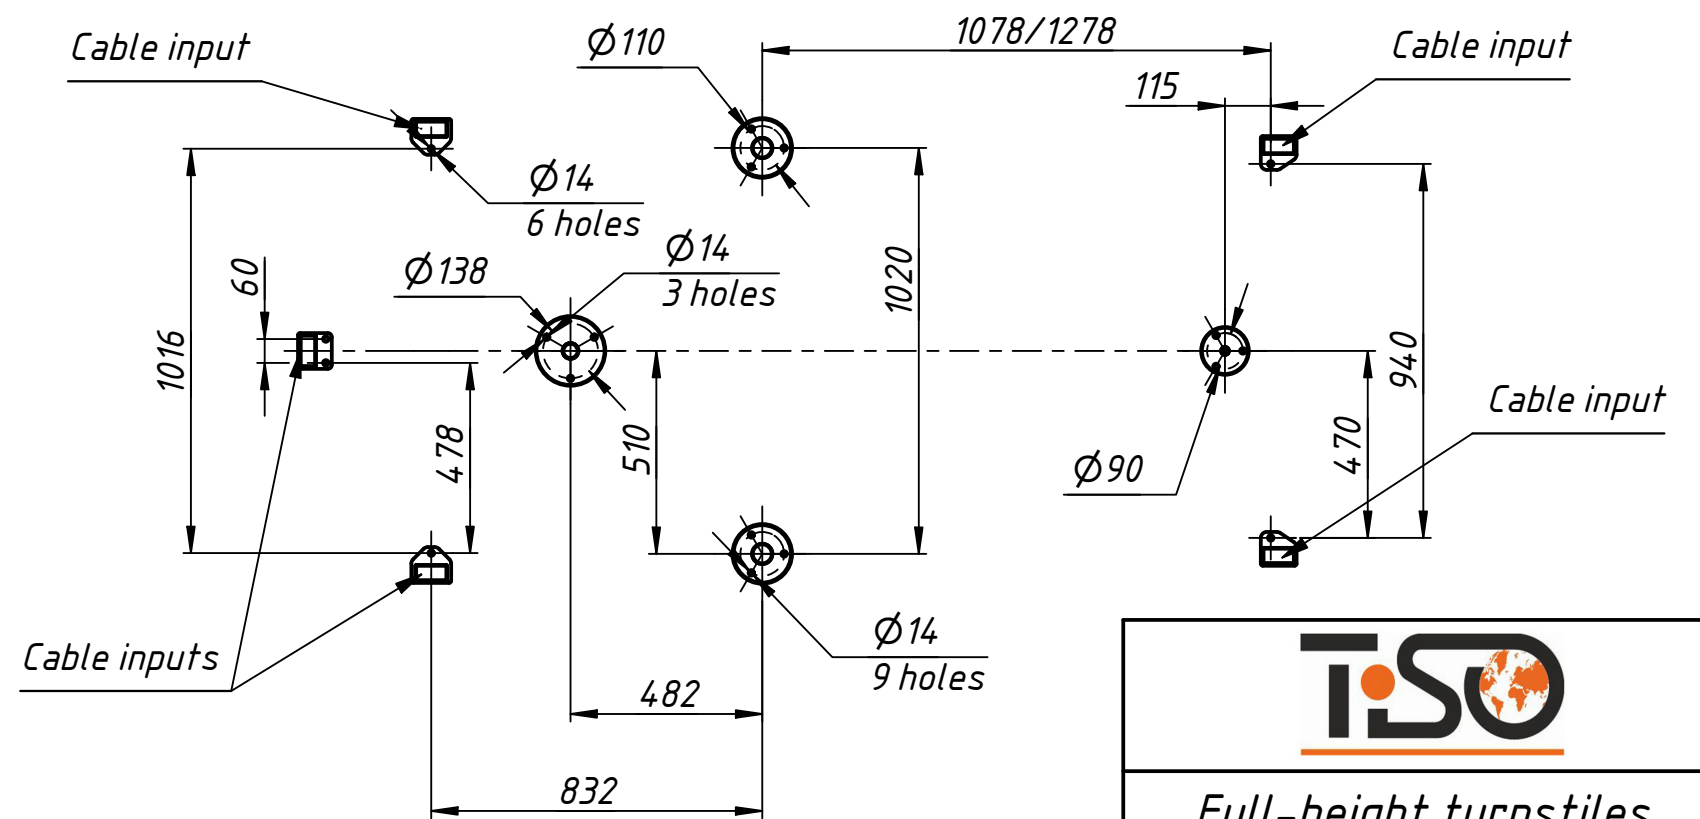 Cable input
Ø110
1078/1278
Cable input
115
Ø14
6 holes
Ø14
3 holes
Ø138
60
1016
1020
940
478
510
470
Cable input
Ø90
Cable inputs
Ø14
9 holes
482
832
TiSO
Full-height turnstiles